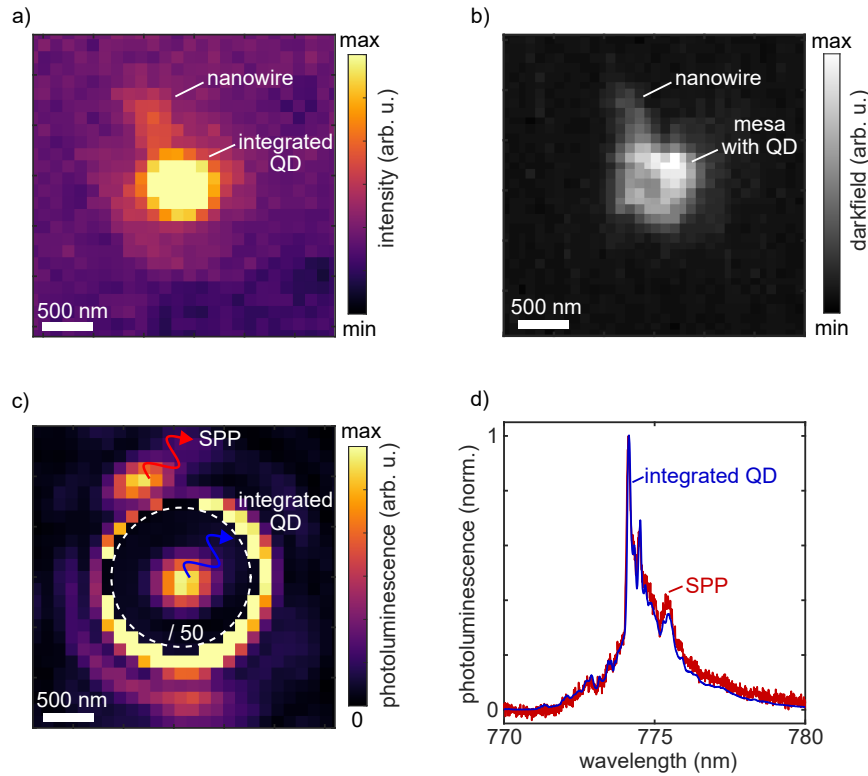 a)
nanowire
integrated
QD
500 nm
max
intensity (arb. u.)
min
b)
nanowire
mesa
with QD
500 nm
max
darkfield (arb. u.)
min
c)
SPP
integrated
QD
/ 50
500 nm
max
photoluminescence (arb. u.)
0
d)
1
integrated QD
SPP
photoluminescence (norm.)
0
770
775
780
wavelength (nm)